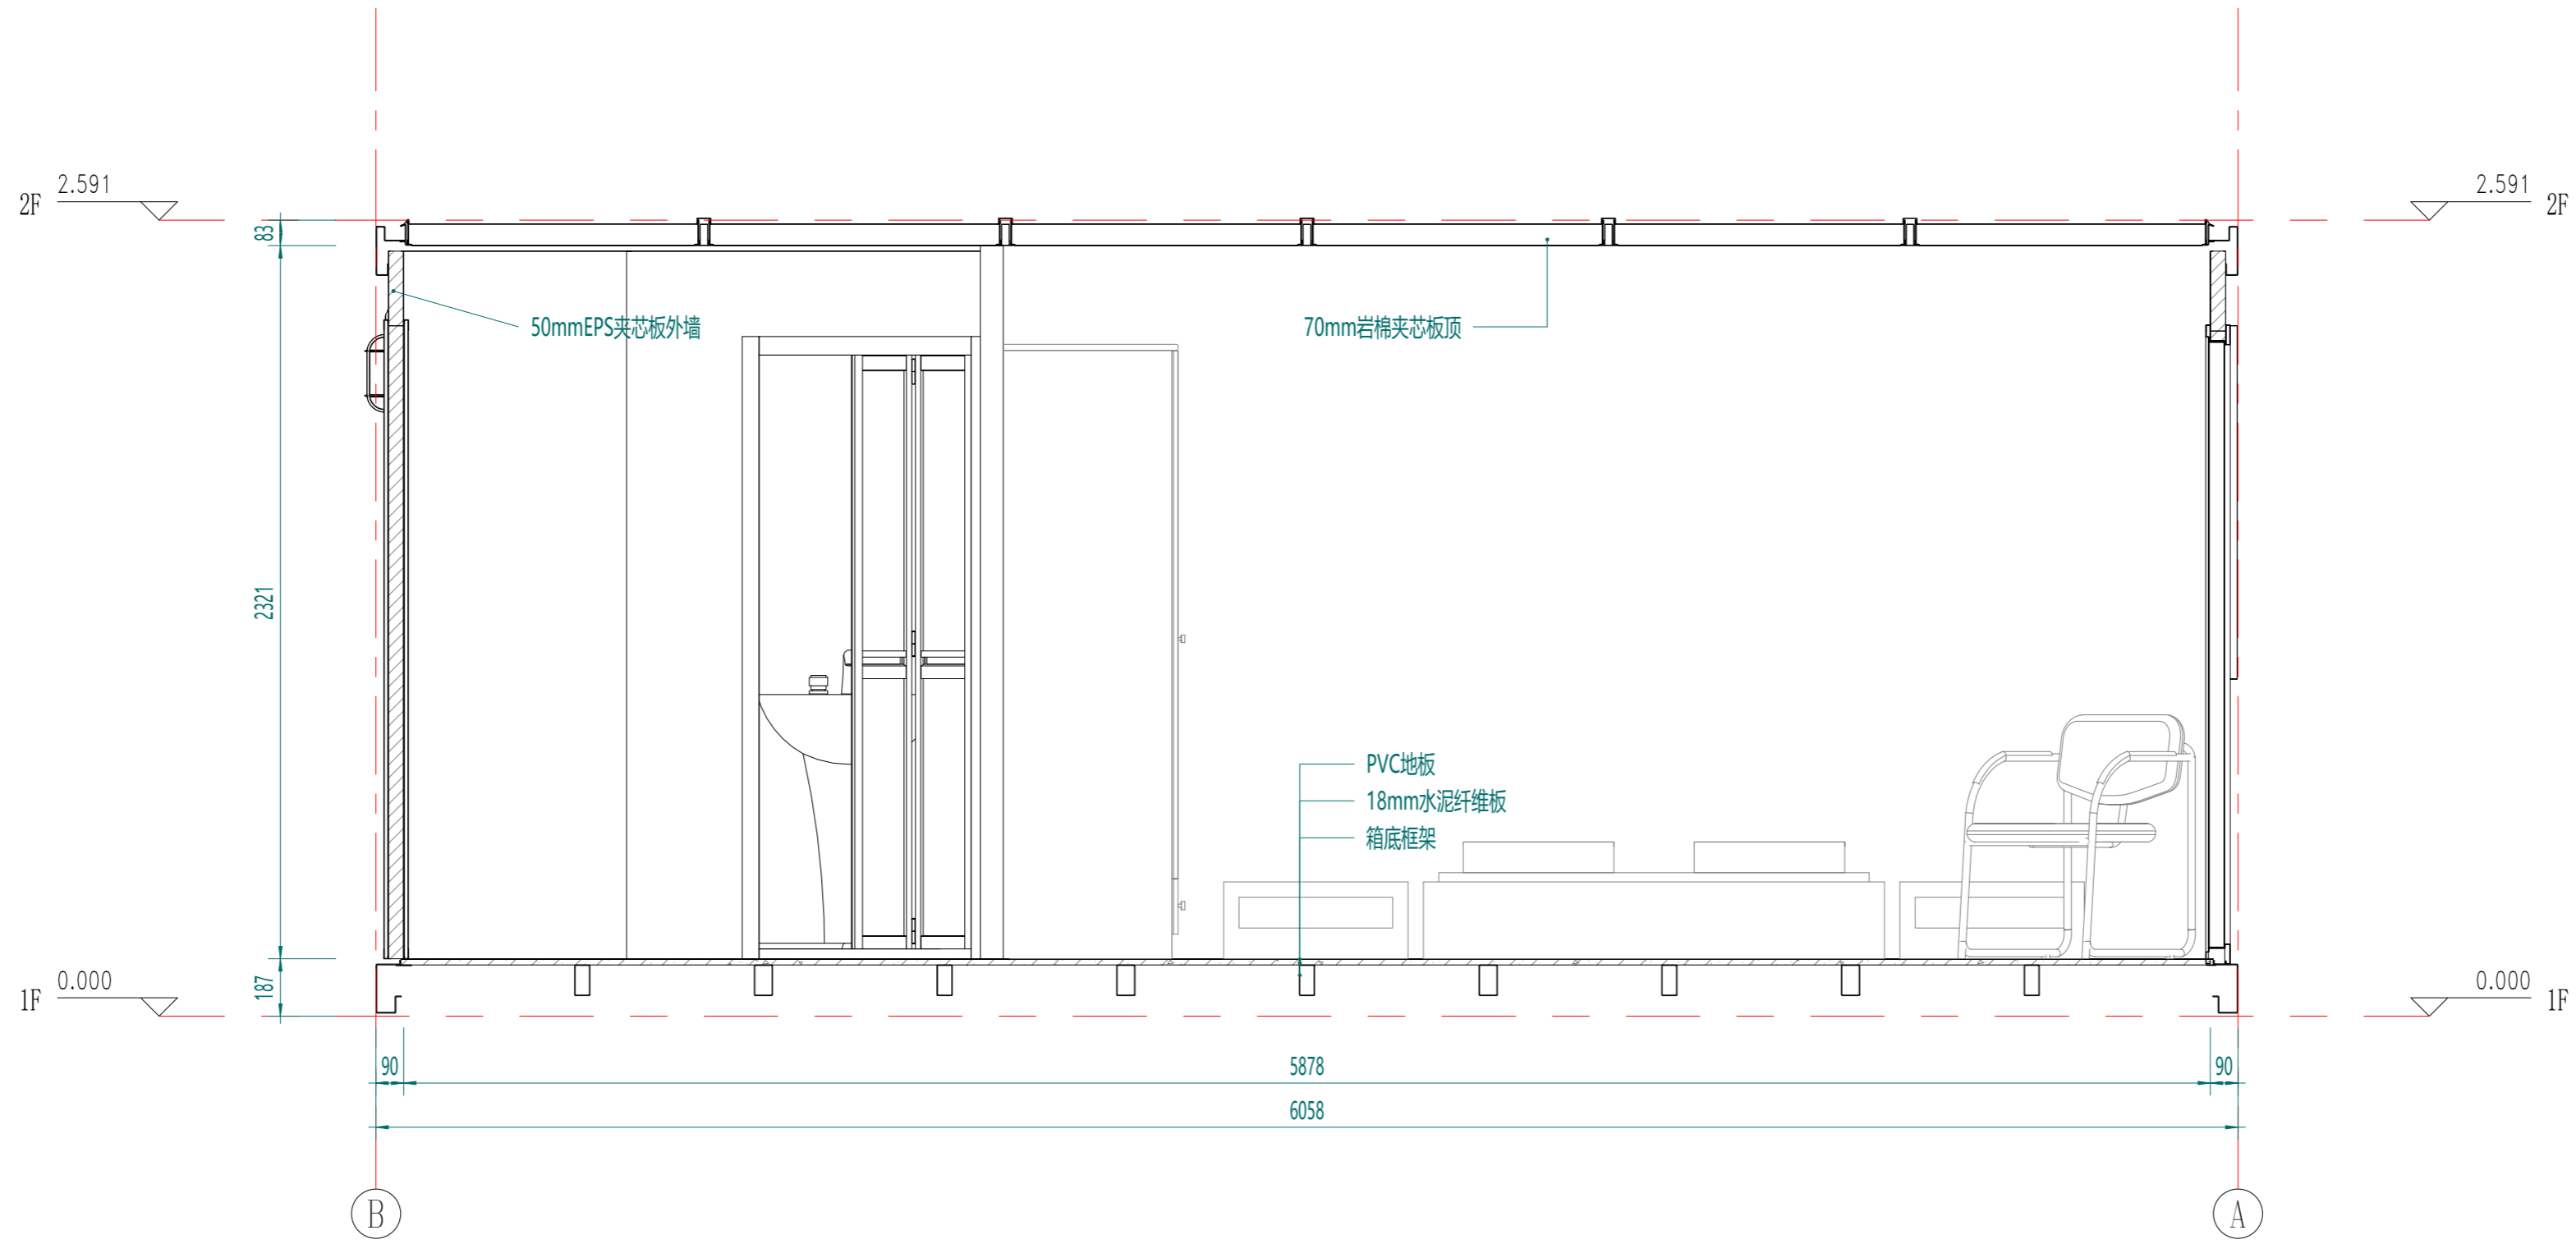 2.591
2F
2.591
2F
83
50mmEPS夹芯板外墙
70mm岩棉夹芯板顶
2321
PVC地板
18mm水泥纤维板
箱底框架
187
0.000
1F
0.000
1F
90
5878
90
6058
B
A